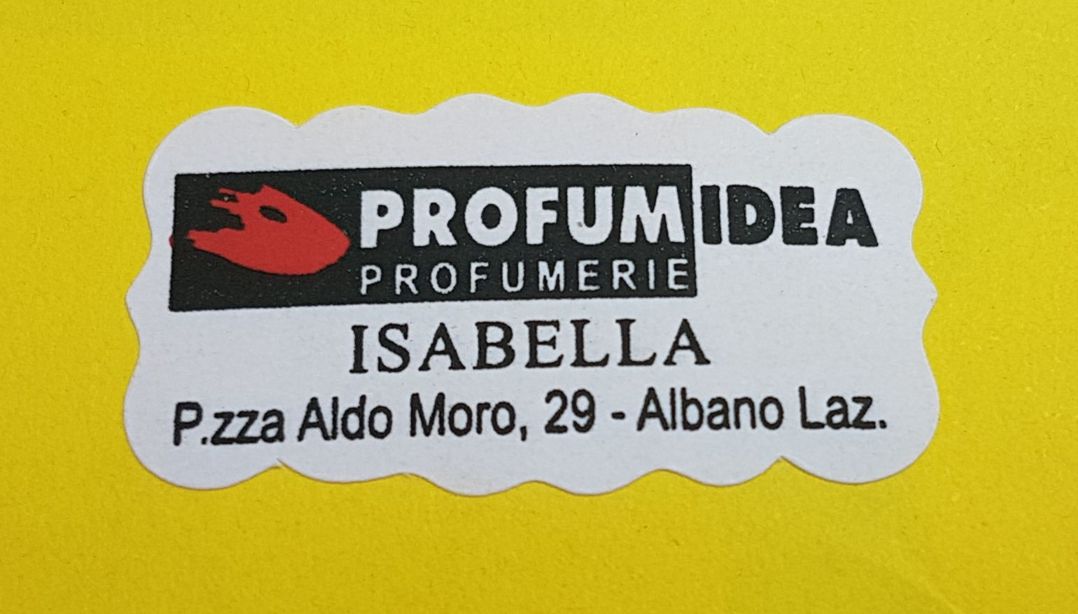 PROFUMIDEA
PROFUMERIE
ISABELLA
P.zza Aldo Moro, 29 - Albano Laz.